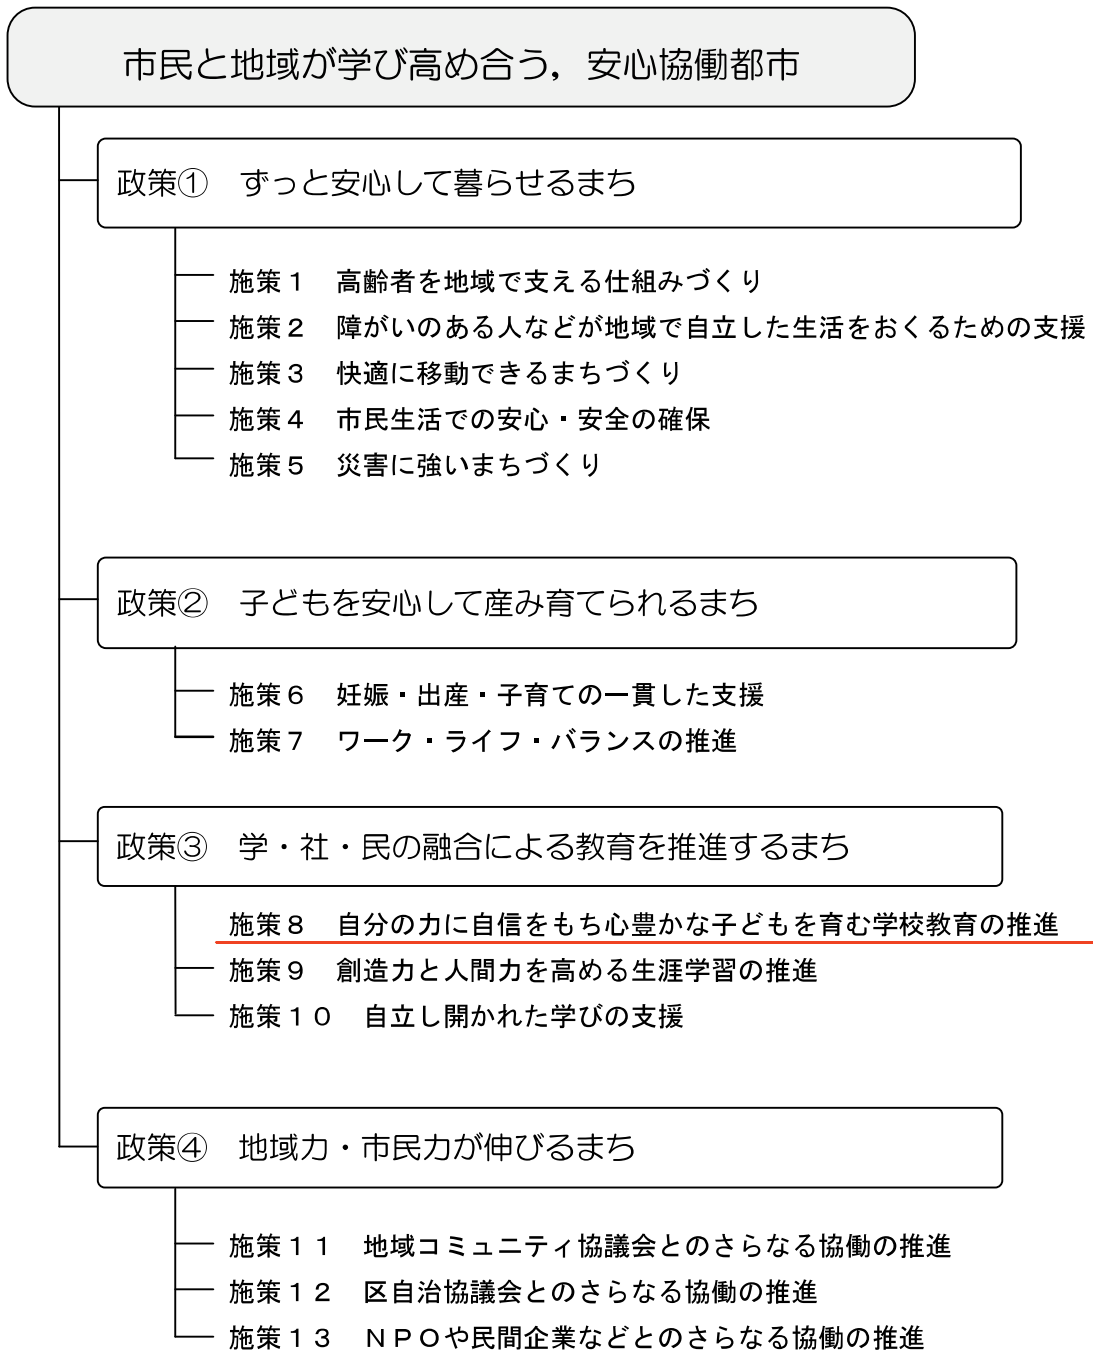 市民と地域が学び高め合う，安心協働都市
政策①　ずっと安心して暮らせるまち
施策１　高齢者を地域で支える仕組みづくり
施策２　障がいのある人などが地域で自立した生活をおくるための支援
施策３　快適に移動できるまちづくり
施策４　市民生活での安心・安全の確保
施策５　災害に強いまちづくり
政策②　子どもを安心して産み育てられるまち
施策６　妊娠・出産・子育ての一貫した支援
施策７　ワーク・ライフ・バランスの推進
政策③　学・社・民の融合による教育を推進するまち
施策８　自分の力に自信をもち心豊かな子どもを育む学校教育の推進
施策９　創造力と人間力を高める生涯学習の推進
施策１０　自立し開かれた学びの支援
政策④　地域力・市民力が伸びるまち
施策１１　地域コミュニティ協議会とのさらなる協働の推進
施策１２　区自治協議会とのさらなる協働の推進
施策１３　ＮＰＯや民間企業などとのさらなる協働の推進